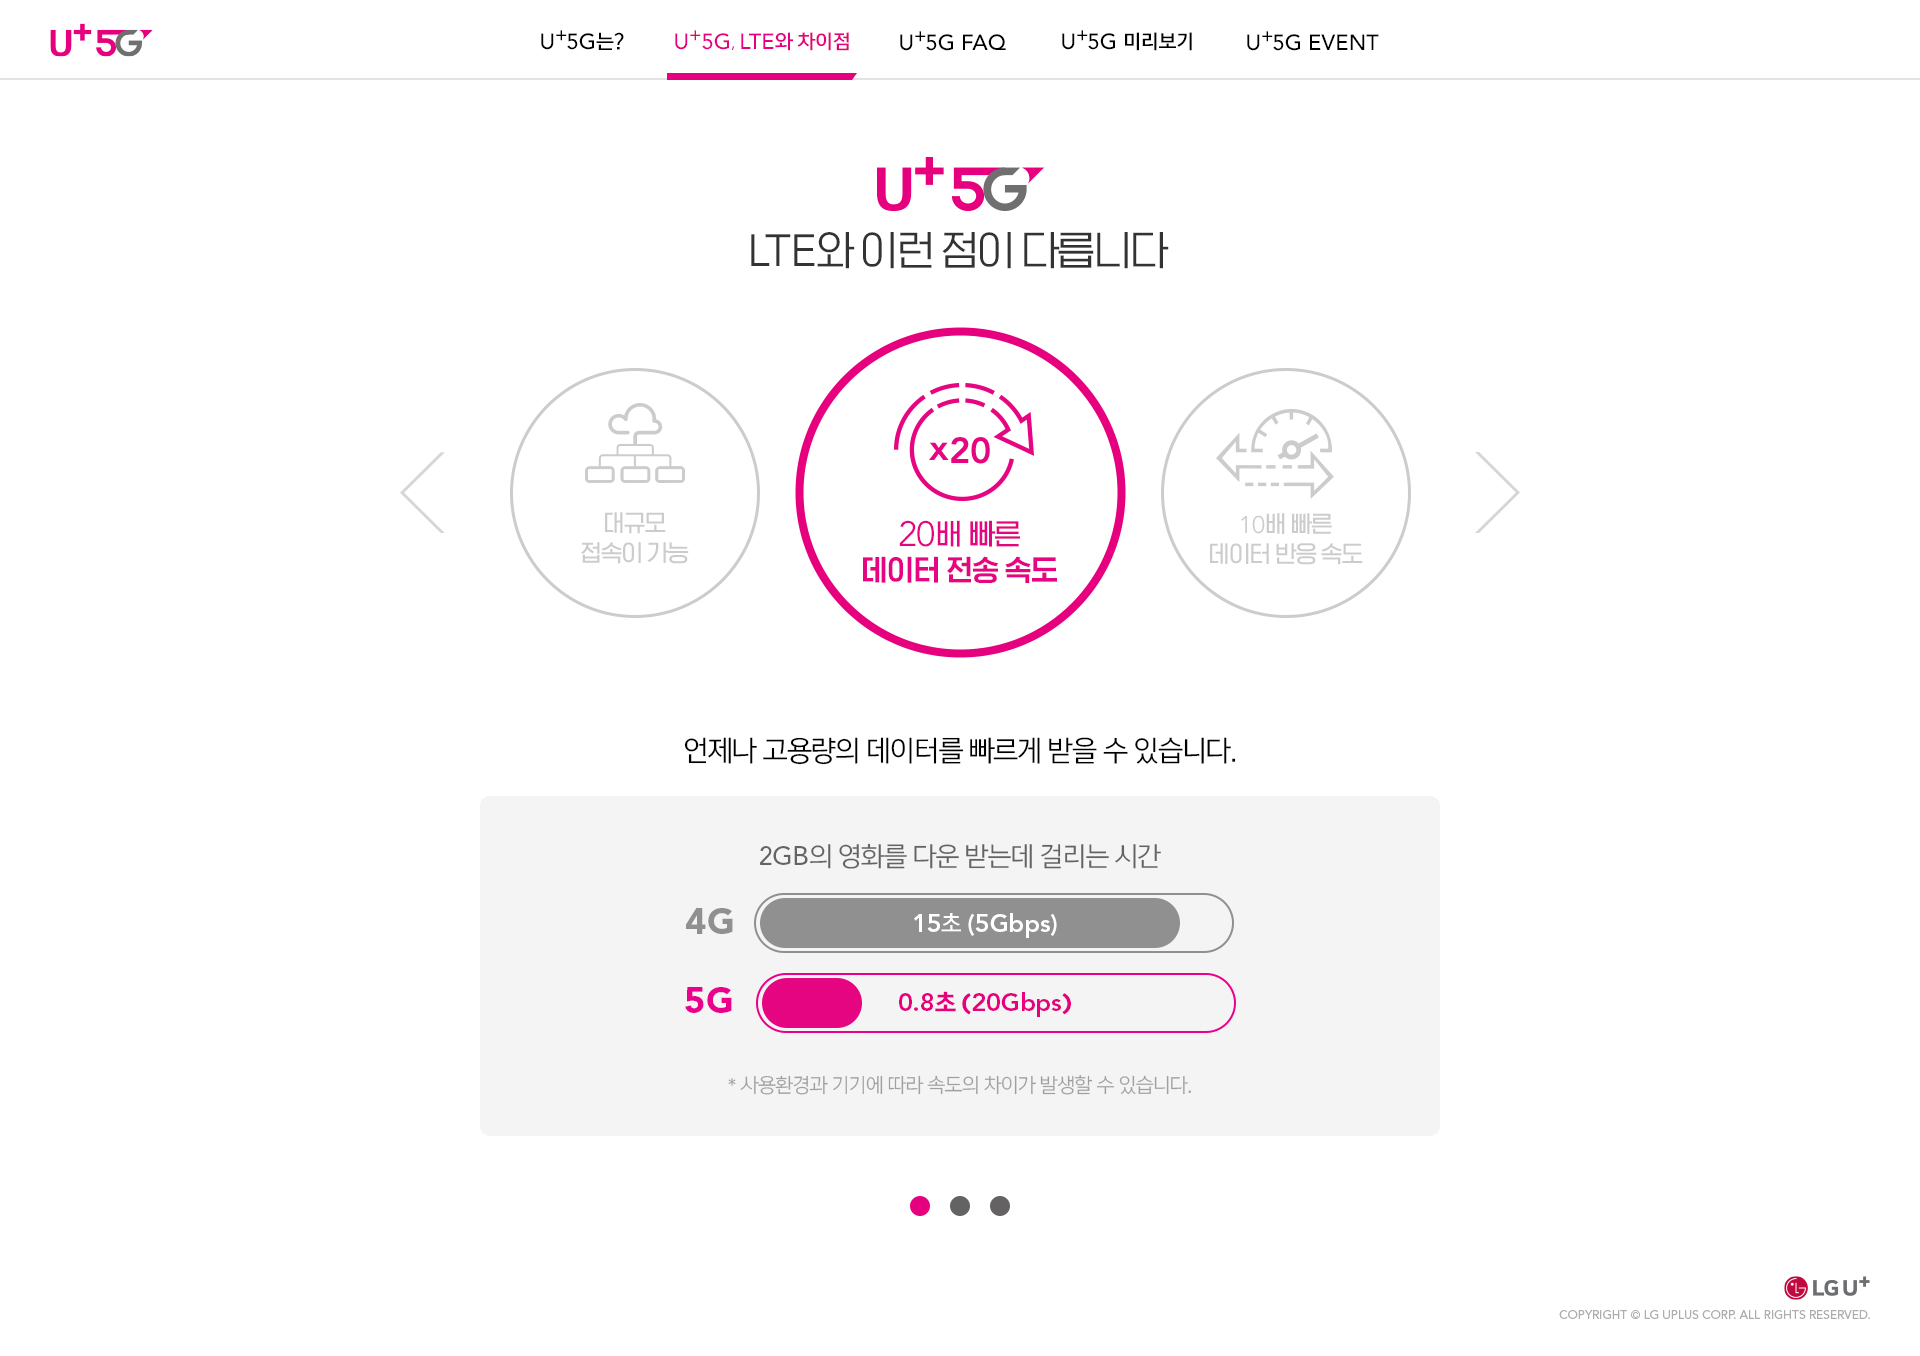 U+5G
U+5G는?
U+5G, LTE와 차이점
U+5G FAQ
U+5G 미리보기
U+5G EVENT
U+5G
LTE와 이런 점이 다릅니다
대규모
접속이 가능
x20
20배 빠른
데이터 전송 속도
10배 빠른
데이터 반응 속도
언제나 고용량의 데이터를 빠르게 받을 수 있습니다.
2GB의 영화를 다운 받는데 걸리는 시간
4G 15초 (5Gbps)
5G 0.8초 (20Gbps)
* 사용환경과 기기에 따라 속도의 차이가 발생할 수 있습니다.
LG U+
COPYRIGHT © LG UPLUS CORP. ALL RIGHTS RESERVED.